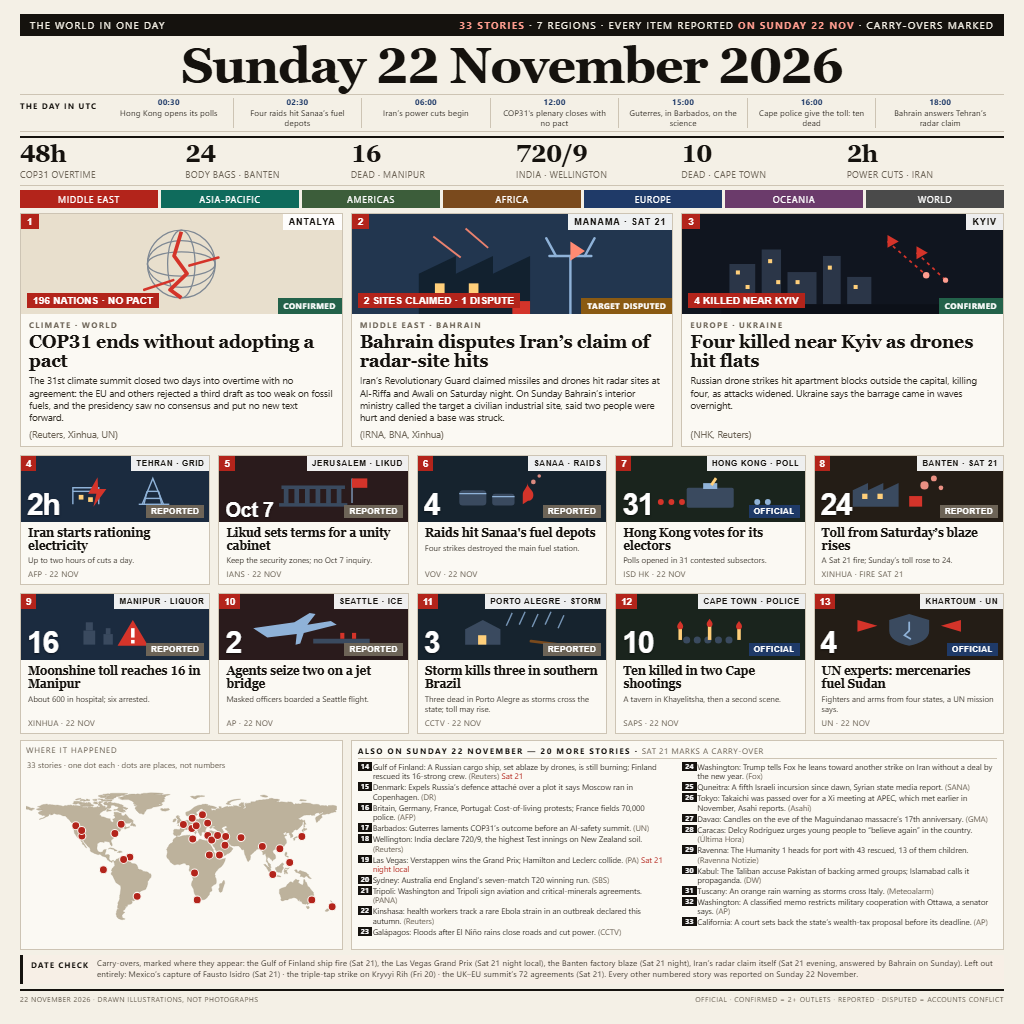 THE WORLD IN ONE DAY
33 STORIES · 7 REGIONS · EVERY ITEM REPORTED ON SUNDAY 22 NOV · CARRY-OVERS MARKED
Sunday 22 November 2026
THE DAY IN UTC
00:30
Hong Kong opens its polls
02:30
Four raids hit Sanaa's fuel
depots
06:00
Iran's power cuts begin
12:00
COP31's plenary closes with
no pact
15:00
Guterres, in Barbados, on the
science
16:00
Cape police give the toll: ten
dead
18:00
Bahrain answers Tehran's
radar claim
48h
COP31 OVERTIME
24
BODY BAGS · BANTEN
16
DEAD · MANIPUR
720/9
INDIA · WELLINGTON
10
DEAD · CAPE TOWN
2h
POWER CUTS · IRAN
MIDDLE EAST
ASIA-PACIFIC
AMERICAS
AFRICA
EUROPE
OCEANIA
WORLD
1
ANTALYA
196 NATIONS · NO PACT
CONFIRMED
CLIMATE · WORLD
COP31 ends without adopting a
pact
The 31st climate summit closed two days into overtime with no
agreement: the EU and others rejected a third draft as too weak on fossil
fuels, and the presidency saw no consensus and put no new text
forward.
(Reuters, Xinhua, UN)
2
MANAMA · SAT 21
2 SITES CLAIMED · 1 DISPUTE
TARGET DISPUTED
MIDDLE EAST · BAHRAIN
Bahrain disputes Iran's claim of
radar-site hits
Iran's Revolutionary Guard claimed missiles and drones hit radar sites at
Al-Riffa and Awali on Saturday night. On Sunday Bahrain's interior
ministry called the target a civilian industrial site, said two people were
hurt and denied a base was struck.
(IRNA, BNA, Xinhua)
3
KYIV
4 KILLED NEAR KYIV
CONFIRMED
EUROPE · UKRAINE
Four killed near Kyiv as drones
hit flats
Russian drone strikes hit apartment blocks outside the capital, killing
four, as attacks widened. Ukraine says the barrage came in waves
overnight.
(NHK, Reuters)
4
TEHRAN · GRID
2h
REPORTED
Iran starts rationing
electricity
Up to two hours of cuts a day.
AFP · 22 NOV
5
JERUSALEM · LIKUD
Oct 7
REPORTED
Likud sets terms for a unity
cabinet
Keep the security zones; no Oct 7 inquiry.
IANS · 22 NOV
6
SANAA · RAIDS
4
REPORTED
Raids hit Sanaa's fuel depots
Four strikes destroyed the main fuel station.
VOV · 22 NOV
7
HONG KONG · POLL
31
OFFICIAL
Hong Kong votes for its
electors
Polls opened in 31 contested subsectors.
ISD HK · 22 NOV
8
BANTEN · SAT 21
24
REPORTED
Toll from Saturday's blaze
rises
A Sat 21 fire; Sunday's toll rose to 24.
XINHUA · FIRE SAT 21
9
MANIPUR · LIQUOR
16
REPORTED
Moonshine toll reaches 16 in
Manipur
About 600 in hospital; six arrested.
XINHUA · 22 NOV
10
SEATTLE · ICE
2
REPORTED
Agents seize two on a jet
bridge
Masked officers boarded a Seattle flight.
AP · 22 NOV
11
PORTO ALEGRE · STORM
3
REPORTED
Storm kills three in southern
Brazil
Three dead in Porto Alegre as storms cross the
state; toll may rise.
CCTV · 22 NOV
12
CAPE TOWN · POLICE
10
OFFICIAL
Ten killed in two Cape
shootings
A tavern in Khayelitsha, then a second scene.
SAPS · 22 NOV
13
KHARTOUM · UN
4
OFFICIAL
UN experts: mercenaries
fuel Sudan
Fighters and arms from four states, a UN mission
says.
UN · 22 NOV
WHERE IT HAPPENED
33 stories · one dot each · dots are places, not numbers
ALSO ON SUNDAY 22 NOVEMBER — 20 MORE STORIES · SAT 21 MARKS A CARRY-OVER
14 Gulf of Finland: A Russian cargo ship, set ablaze by drones, is still burning; Finland
rescued its 16-strong crew. (Reuters) Sat 21
15 Denmark: Expels Russia's defence attaché over a plot it says Moscow ran in
Copenhagen. (DR)
16 Britain, Germany, France, Portugal: Cost-of-living protests; France fields 70,000
police. (AFP)
17 Barbados: Guterres laments COP31's outcome before an AI-safety summit. (UN)
18 Wellington: India declare 720/9, the highest Test innings on New Zealand soil.
(Reuters)
19 Las Vegas: Verstappen wins the Grand Prix; Hamilton and Leclerc collide. (PA) Sat 21
night local
20 Sydney: Australia end England's seven-match T20 winning run. (SBS)
21 Tripoli: Washington and Tripoli sign aviation and critical-minerals agreements.
(PANA)
22 Kinshasa: health workers track a rare Ebola strain in an outbreak declared this
autumn. (Reuters)
23 Galápagos: Floods after El Niño rains close roads and cut power. (CCTV)
24 Washington: Trump tells Fox he leans toward another strike on Iran without a deal by
the new year. (Fox)
25 Quneitra: A fifth Israeli incursion since dawn, Syrian state media report. (SANA)
26 Tokyo: Takaichi was passed over for a Xi meeting at APEC, which met earlier in
November, Asahi reports. (Asahi)
27 Davao: Candles on the eve of the Maguindanao massacre's 17th anniversary. (GMA)
28 Caracas: Delcy Rodríguez urges young people to "believe again" in the country.
(Última Hora)
29 Ravenna: The Humanity 1 heads for port with 43 rescued, 13 of them children.
(Ravenna Notizie)
30 Kabul: The Taliban accuse Pakistan of backing armed groups; Islamabad calls it
propaganda. (DW)
31 Tuscany: An orange rain warning as storms cross Italy. (Meteoalarm)
32 Washington: A classified memo restricts military cooperation with Ottawa, a senator
says. (AP)
33 California: A court sets back the state's wealth-tax proposal before its deadline. (AP)
DATE CHECK
Carry-overs, marked where they appear: the Gulf of Finland ship fire (Sat 21), the Las Vegas Grand Prix (Sat 21 night local), the Banten factory blaze (Sat 21 night), Iran's radar claim itself (Sat 21 evening, answered by Bahrain on Sunday). Left out
entirely: Mexico's capture of Fausto Isidro (Sat 21) · the triple-tap strike on Kryvyi Rih (Fri 20) · the UK–EU summit's 72 agreements (Sat 21). Every other numbered story was reported on Sunday 22 November.
22 NOVEMBER 2026 · DRAWN ILLUSTRATIONS, NOT PHOTOGRAPHS
OFFICIAL · CONFIRMED = 2+ OUTLETS · REPORTED · DISPUTED = ACCOUNTS CONFLICT